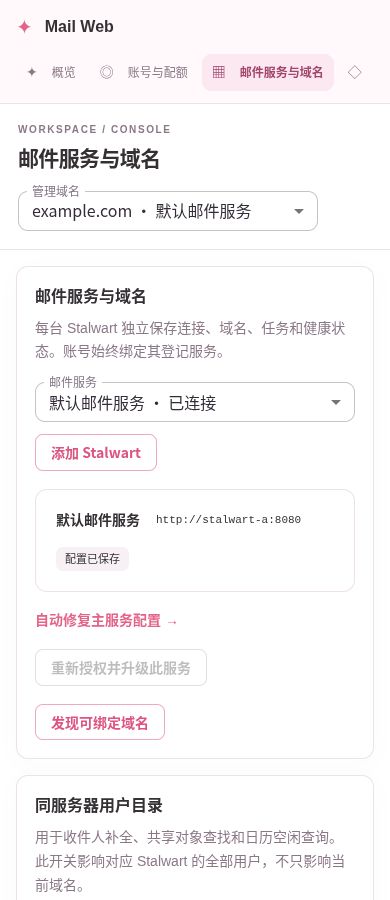 Mail Web
概览
账号与配额
邮件服务与域名
WORKSPACE / CONSOLE
邮件服务与域名
管理域名
example.com · 默认邮件服务
邮件服务与域名
每台 Stalwart 独立保存连接、域名、任务和健康状
态。账号始终绑定其登记服务。
邮件服务
默认邮件服务 · 已连接
添加 Stalwart
默认邮件服务 http://stalwart-a:8080
配置已保存
自动修复主服务配置 →
重新授权并升级此服务
发现可绑定域名
同服务器用户目录
用于收件人补全、共享对象查找和日历空闲查询。
此开关影响对应 Stalwart 的全部用户，不只影响当
前域名。